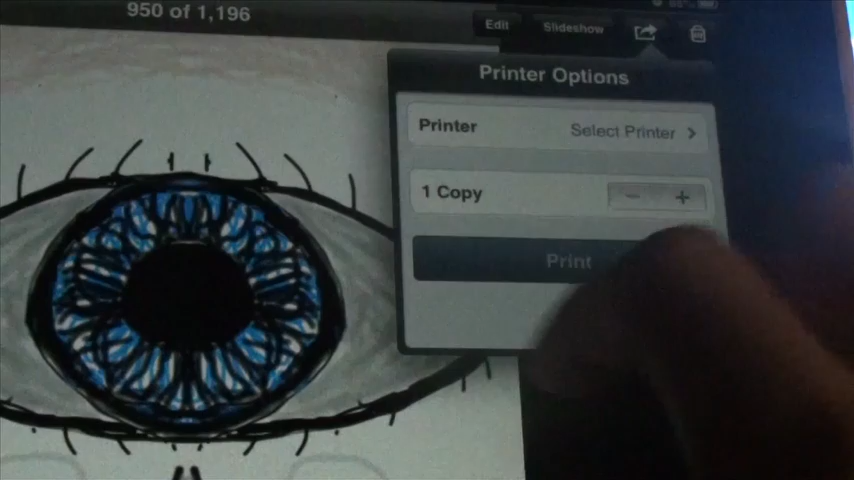 950 of 1,196
Edit
Slideshow
Printer Options
Printer
Select Printer
1 Copy
Print